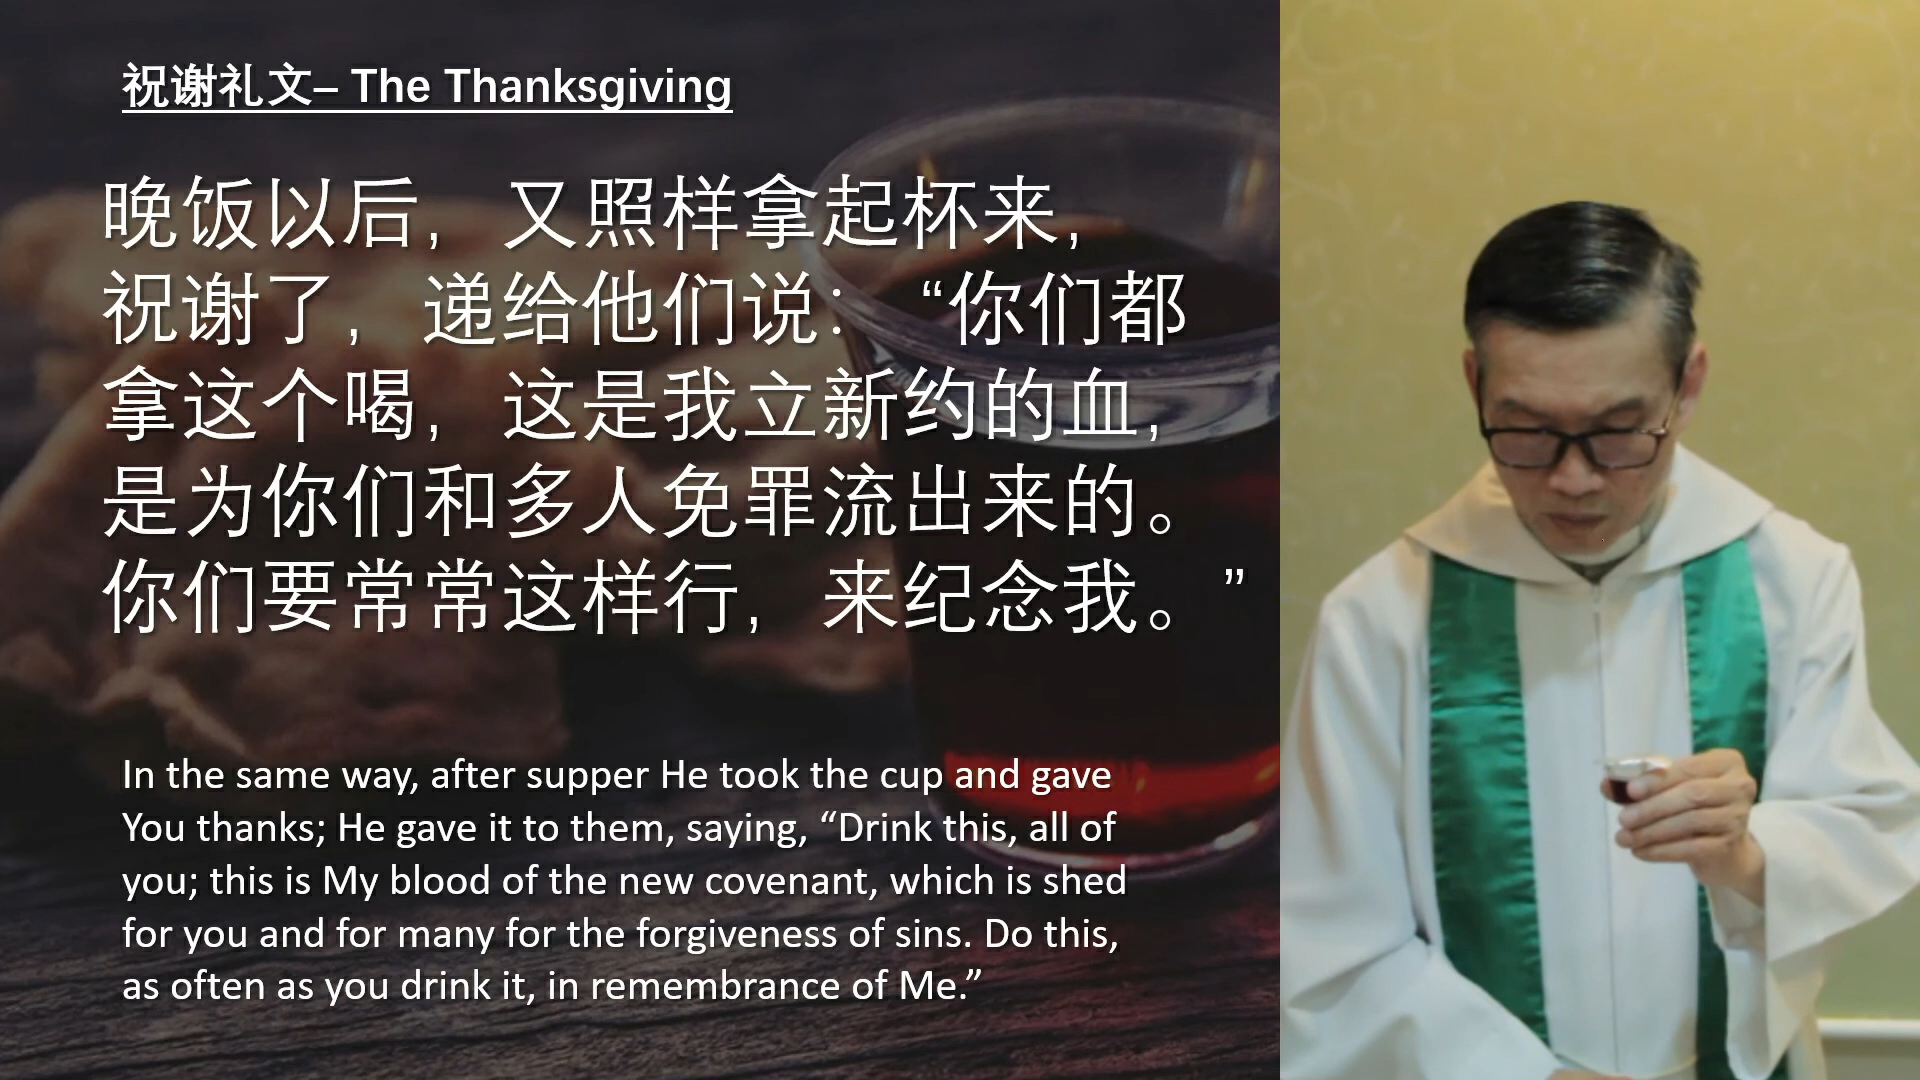 祝谢礼文– The Thanksgiving
晚饭以后，又照样拿起杯来，
祝谢了，递给他们说：“你们都
拿这个喝，这是我立新约的血，
是为你们和多人免罪流出来的。
你们要常常这样行，来纪念我。”
In the same way, after supper He took the cup and gave
You thanks; He gave it to them, saying, “Drink this, all of
you; this is My blood of the new covenant, which is shed
for you and for many for the forgiveness of sins. Do this,
as often as you drink it, in remembrance of Me.”